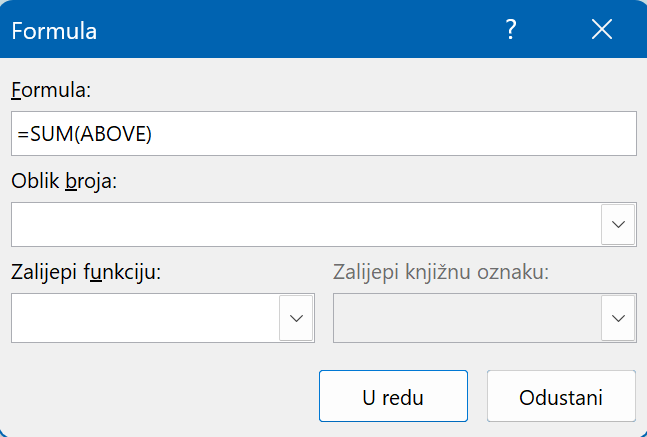 Formula
?
Formula:
=SUM(ABOVE)
Oblik broja:
Zalijepi funkciju:
Zalijepi knjižnu oznaku:
U redu
Odustani